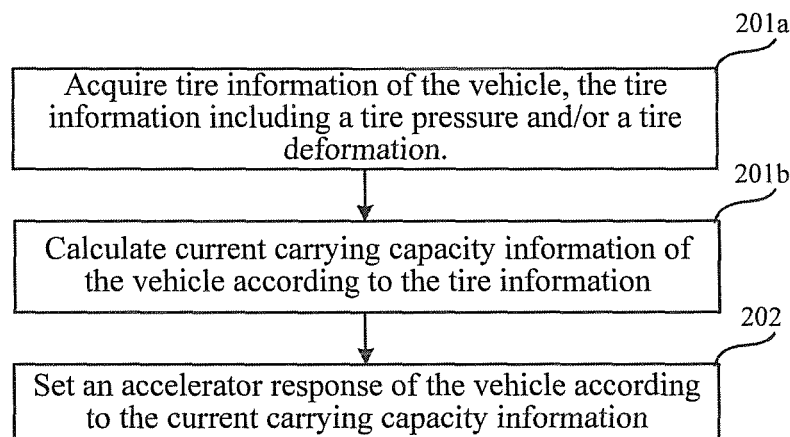 201a
Acquire tire information of the vehicle, the tire
information including a tire pressure and/or a tire
deformation.
201b
Calculate current carrying capacity information of
the vehicle according to the tire information
202
Set an accelerator response of the vehicle according
to the current carrying capacity information